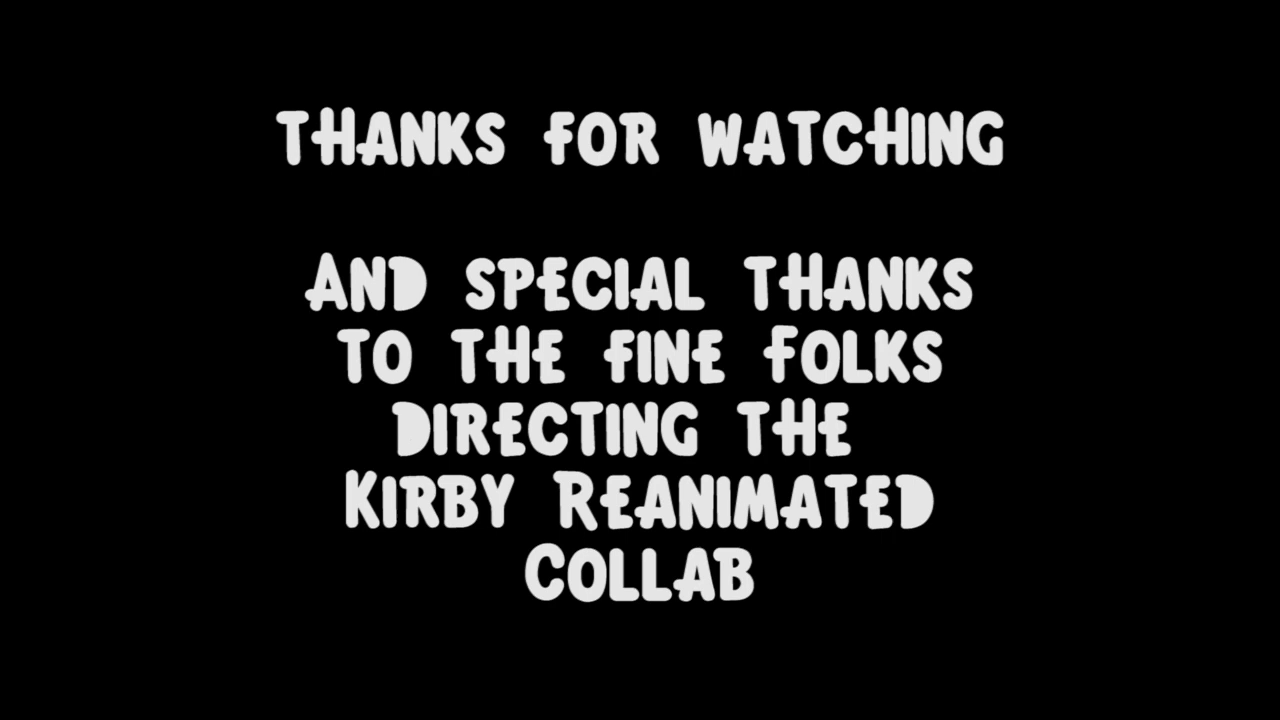 THANKS FOR WATCHING
AND SPECIAL THANKS
TO THE FINE FOLKS
DIRECTING THE
KIRBY REANIMATED
COLLAB